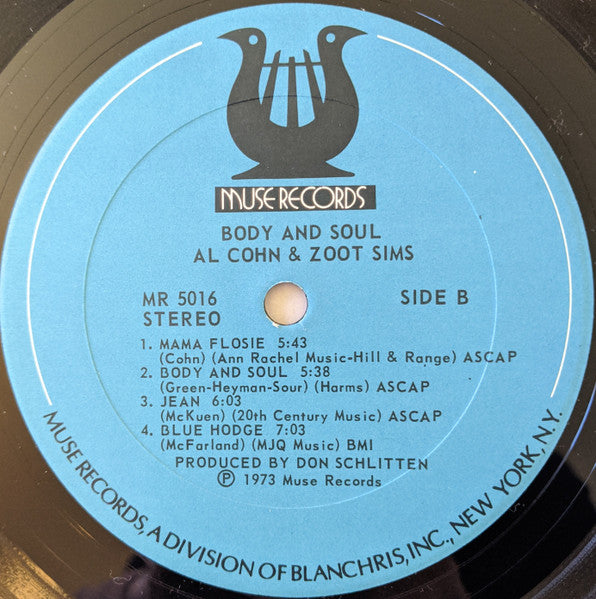 MUSE RECORDS
BODY AND SOUL
AL COHN & ZOOT SIMS
MR 5016
STEREO
SIDE B
1. MAMA FLOSIE 5:43
(Cohn) (Ann Rachel Music-Hill & Range) ASCAP
2. BODY AND SOUL 5:38
(Green-Heyman-Sour) (Harms) ASCAP
3. JEAN 6:03
(McKuen) (20th Century Music) ASCAP
4. BLUE HODGE 7:03
(McFarland) (MJQ Music) BMI
PRODUCED BY DON SCHLITTEN
℗ 1973 Muse Records
MUSE RECORDS, A DIVISION OF BLANCHRIS, INC., NEW YORK, N.Y.